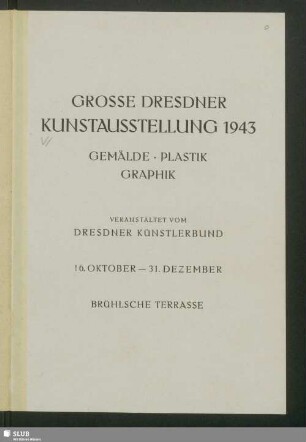 GROSSE DRESDNER
KUNSTAUSSTELLUNG 1943
GEMÄLDE · PLASTIK
GRAPHIK
VERANSTALTET VOM
DRESDNER KÜNSTLERBUND
16. OKTOBER — 31. DEZEMBER
BRÜHLSCHE TERRASSE
SLUB